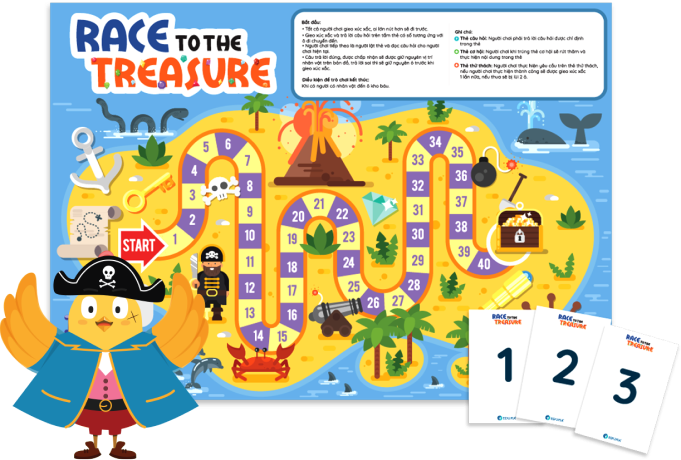 RACE TO THE
TREASURE
Bắt đầu:
• Tất cả người chơi gieo xúc xắc, ai lớn nút hơn sẽ đi trước.
• Gieo xúc xắc và trả lời câu hỏi trên tấm thẻ có số tương ứng với
ô di chuyển đến.
• Người chơi tiếp theo là người lật thẻ và đọc câu hỏi cho người
chơi hiện tại.
• Câu trả lời đúng, được chấp nhận sẽ được giữ nguyên vị trí
nhân vật trên bản đồ, trả lời sai thì sẽ giữ nguyên ở trước khi
gieo xúc xắc.
Điều kiện để trò chơi kết thúc:
Khi có người có nhân vật đến ô kho báu.
Ghi chú:
Thẻ câu hỏi: Người chơi phải trả lời câu hỏi được chỉ định
trong thẻ
Thẻ cơ hội: Người chơi khi trúng thẻ cơ hội sẽ rút thăm và
thực hiện nội dung trong thẻ
Thẻ thử thách: Người chơi thực hiện yêu cầu trên thẻ thử thách,
nếu người chơi thực hiện thành công sẽ được gieo xúc xắc
1 lần nữa, nếu thua sẽ bị lùi 2 ô.
START
1
2
3
4
5
6
7
8
9
10
11
12
13
14
15
16
17
18
19
20
21
22
23
24
25
26
27
28
29
30
31
32
33
34
35
36
37
38
39
40
RACE TO THE
TREASURE
1
RACE TO THE
TREASURE
2
RACE TO THE
TREASURE
3